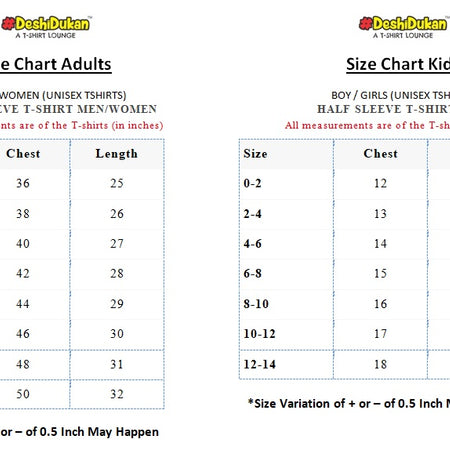 #DeshiDukan
A T-SHIRT LOUNGE
e Chart Adults
WOMEN (UNISEX TSHIRTS)
EVE T-SHIRT MEN/WOMEN
nts are of the T-shirts (in inches)
Chest Length
36 25
38 26
40 27
42 28
44 29
46 30
48 31
50 32
or – of 0.5 Inch May Happen
#DeshiDukan
A T-SHIRT LOUNGE
Size Chart Kid
BOY / GIRLS (UNISEX TSH
HALF SLEEVE T-SHIRT
All measurements are of the T-sh
Size Chest
0-2 12
2-4 13
4-6 14
6-8 15
8-10 16
10-12 17
12-14 18
*Size Variation of + or – of 0.5 Inch M